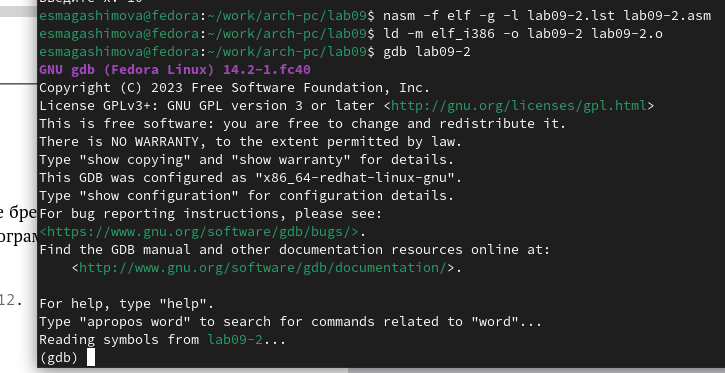 Введите x: 10
esmagashimova@fedora:~/work/arch-pc/lab09$ nasm -f elf -g -l lab09-2.lst lab09-2.asm
esmagashimova@fedora:~/work/arch-pc/lab09$ ld -m elf_i386 -o lab09-2 lab09-2.o
esmagashimova@fedora:~/work/arch-pc/lab09$ gdb lab09-2
GNU gdb (Fedora Linux) 14.2-1.fc40
Copyright (C) 2023 Free Software Foundation, Inc.
License GPLv3+: GNU GPL version 3 or later <http://gnu.org/licenses/gpl.html>
This is free software: you are free to change and redistribute it.
There is NO WARRANTY, to the extent permitted by law.
Type "show copying" and "show warranty" for details.
This GDB was configured as "x86_64-redhat-linux-gnu".
Type "show configuration" for configuration details.
For bug reporting instructions, please see:
<https://www.gnu.org/software/gdb/bugs/>.
Find the GDB manual and other documentation resources online at:
<http://www.gnu.org/software/gdb/documentation/>.
For help, type "help".
Type "apropos word" to search for commands related to "word"...
Reading symbols from lab09-2...
(gdb)
е бре
ограм
12.